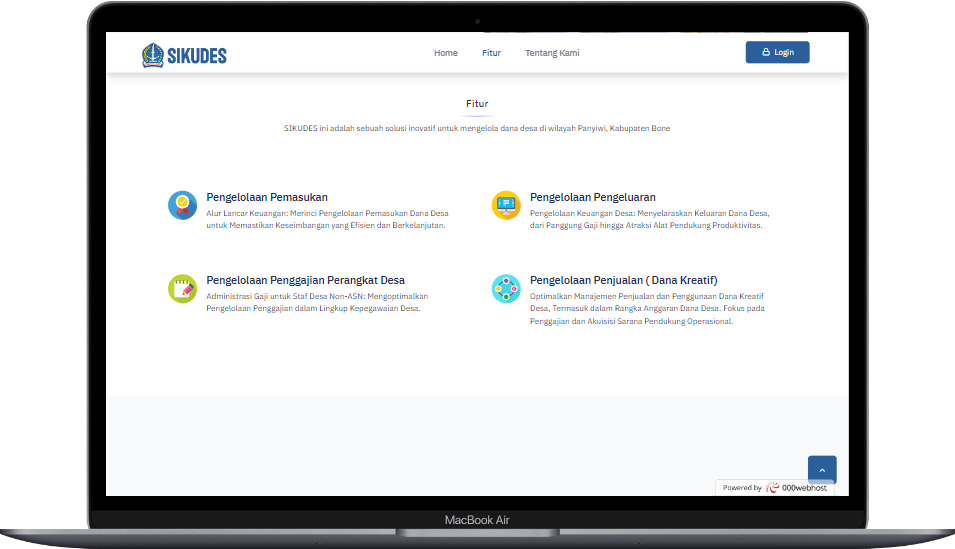 SIKUDES
Home
Fitur
Tentang Kami
Login
Fitur
SIKUDES ini adalah sebuah solusi inovatif untuk mengelola dana desa di wilayah Panyiwi, Kabupaten Bone
Pengelolaan Pemasukan
Alur Lancar Keuangan: Merinci Pengelolaan Pemasukan Dana Desa
untuk Memastikan Keseimbangan yang Efisien dan Berkelanjutan.
Pengelolaan Pengeluaran
Pengelolaan Keuangan Desa: Menyelaraskan Keluaran Dana Desa,
dari Panggung Gaji hingga Atraksi Alat Pendukung Produktivitas.
Pengelolaan Penggajian Perangkat Desa
Administrasi Gaji untuk Staf Desa Non-ASN: Mengoptimalkan
Pengelolaan Penggajian dalam Lingkup Kepegawaian Desa.
Pengelolaan Penjualan ( Dana Kreatif)
Optimalkan Manajemen Penjualan dan Penggunaan Dana Kreatif
Desa, Termasuk dalam Rangka Anggaran Dana Desa. Fokus pada
Penggajian dan Akuisisi Sarana Pendukung Operasional.
Powered by 000webhost
MacBook Air